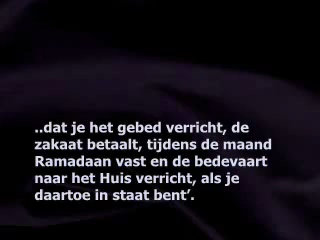 ..dat je het gebed verricht, de
zakaat betaalt, tijdens de maand
Ramadaan vast en de bedevaart
naar het Huis verricht, als je
daartoe in staat bent’.